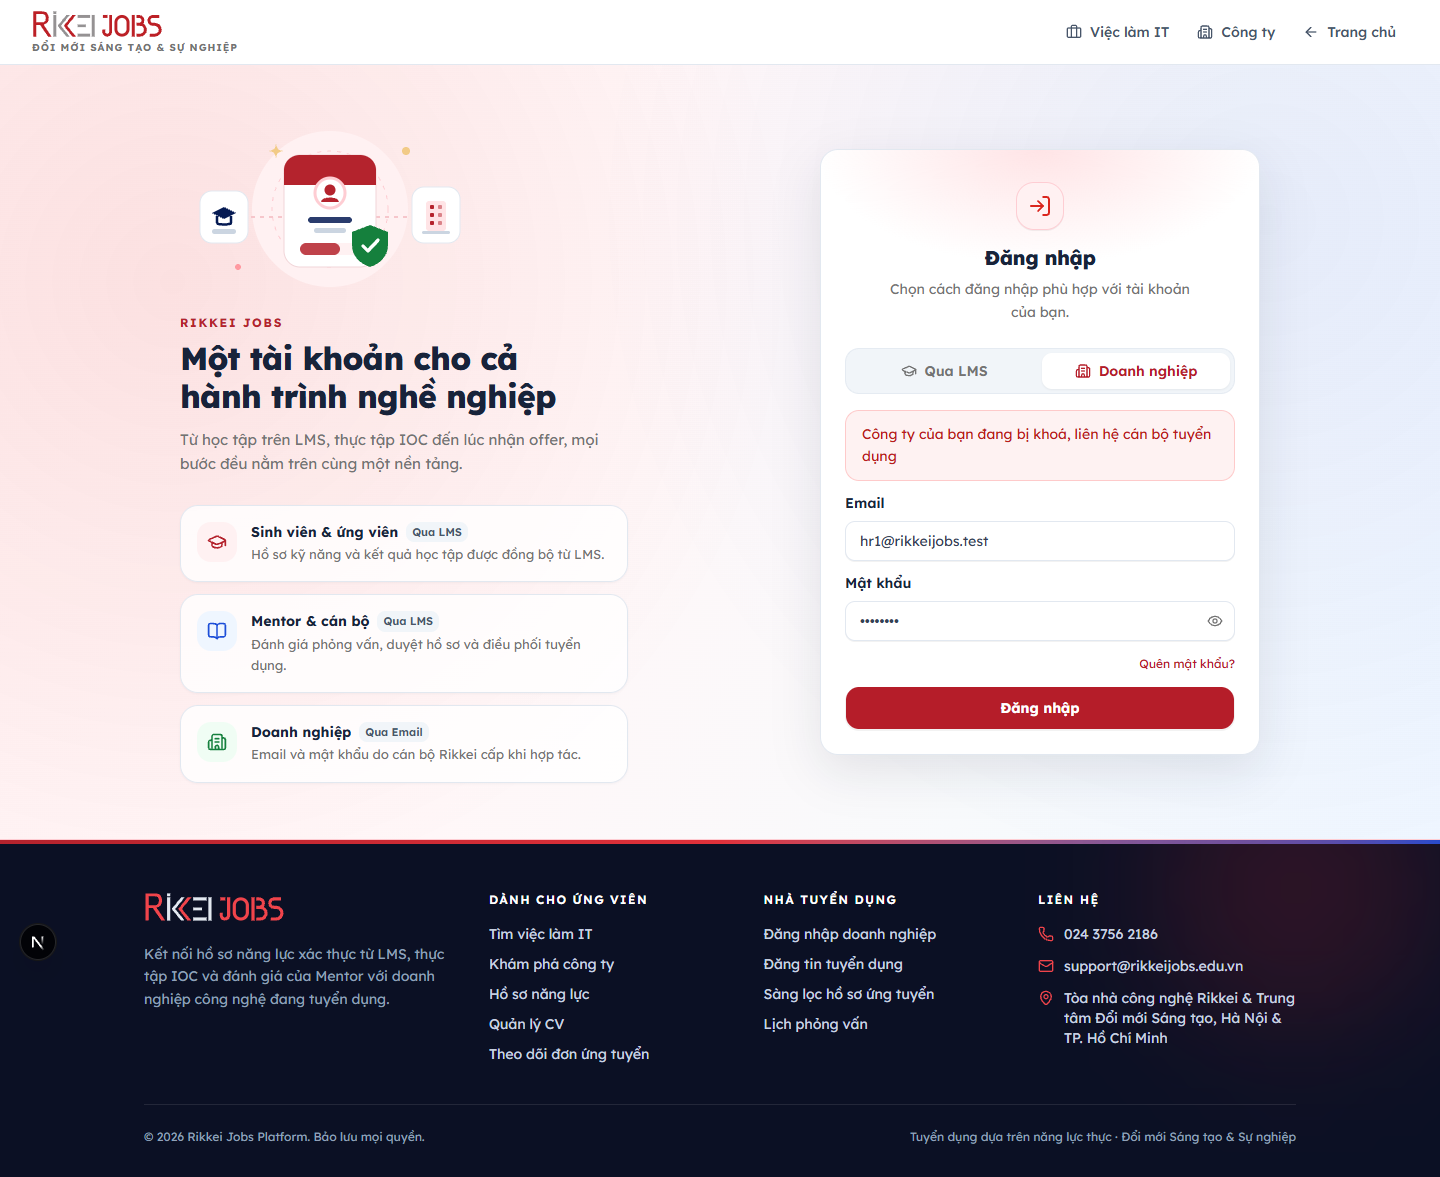 RIKKEI JOBS
ĐỔI MỚI SÁNG TẠO & SỰ NGHIỆP
Việc làm IT
Công ty
Trang chủ
RIKKEI JOBS
Một tài khoản cho cả
hành trình nghề nghiệp
Từ học tập trên LMS, thực tập IOC đến lúc nhận offer, mọi
bước đều nằm trên cùng một nền tảng.
Sinh viên & ứng viên Qua LMS
Hồ sơ kỹ năng và kết quả học tập được đồng bộ từ LMS.
Mentor & cán bộ Qua LMS
Đánh giá phỏng vấn, duyệt hồ sơ và điều phối tuyển
dụng.
Doanh nghiệp Qua Email
Email và mật khẩu do cán bộ Rikkei cấp khi hợp tác.
Đăng nhập
Chọn cách đăng nhập phù hợp với tài khoản
của bạn.
Qua LMS
Doanh nghiệp
Công ty của bạn đang bị khoá, liên hệ cán bộ tuyển
dụng
Email
hr1@rikkeijobs.test
Mật khẩu
••••••••
Quên mật khẩu?
Đăng nhập
RIKKEI JOBS
Kết nối hồ sơ năng lực xác thực từ LMS, thực
tập IOC và đánh giá của Mentor với doanh
nghiệp công nghệ đang tuyển dụng.
DÀNH CHO ỨNG VIÊN
Tìm việc làm IT
Khám phá công ty
Hồ sơ năng lực
Quản lý CV
Theo dõi đơn ứng tuyển
NHÀ TUYỂN DỤNG
Đăng nhập doanh nghiệp
Đăng tin tuyển dụng
Sàng lọc hồ sơ ứng tuyển
Lịch phỏng vấn
LIÊN HỆ
024 3756 2186
support@rikkeijobs.edu.vn
Tòa nhà công nghệ Rikkei & Trung
tâm Đổi mới Sáng tạo, Hà Nội &
TP. Hồ Chí Minh
N
© 2026 Rikkei Jobs Platform. Bảo lưu mọi quyền.
Tuyển dụng dựa trên năng lực thực · Đổi mới Sáng tạo & Sự nghiệp